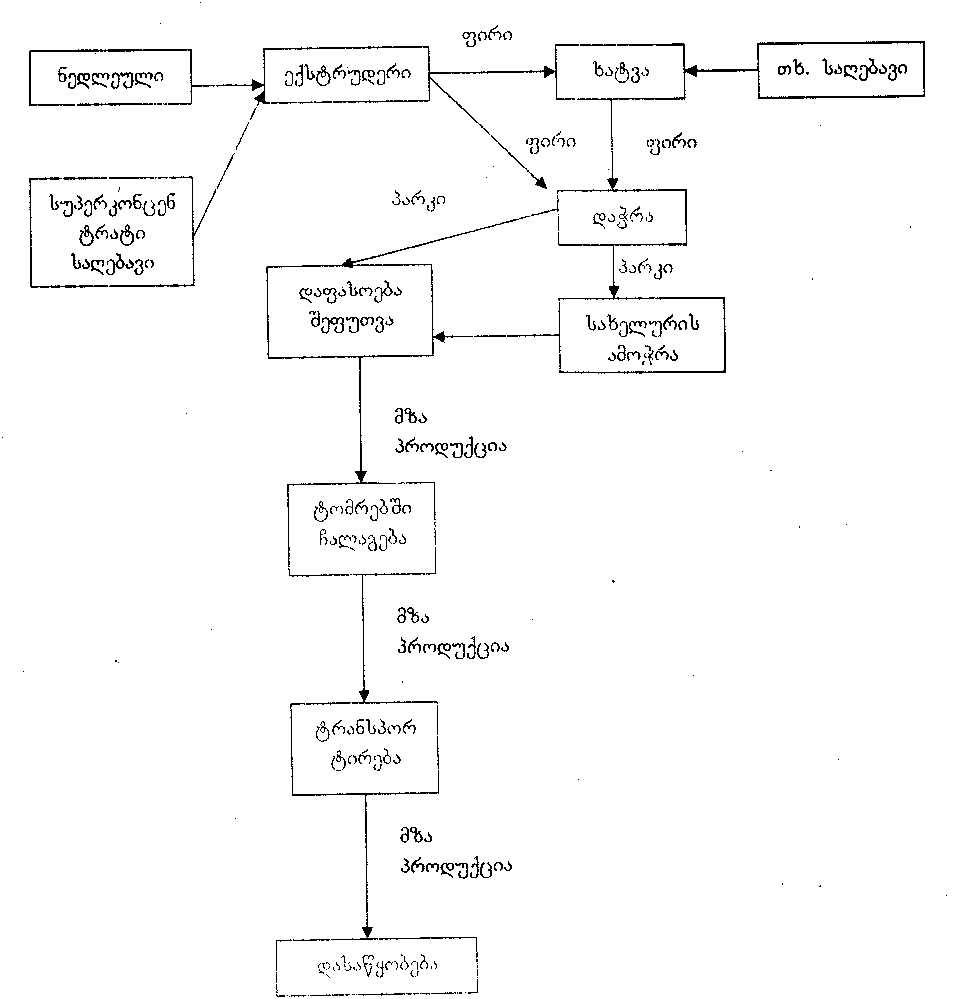 ფირი
ნედლეული
ექსტრუდერი
ხატვა
თხ. საღებავი
ფირი
ფირი
სუპერკონცენ
ტრატი
საღებავი
პარკი
დაჭრა
პარკი
დაფასოება
შეფუთვა
სახელურის
ამოჭრა
მზა
პროდუქცია
ტომრებში
ჩალაგება
მზა
პროდუქცია
ტრანსპორ
ტირება
მზა
პროდუქცია
დასაწყობება